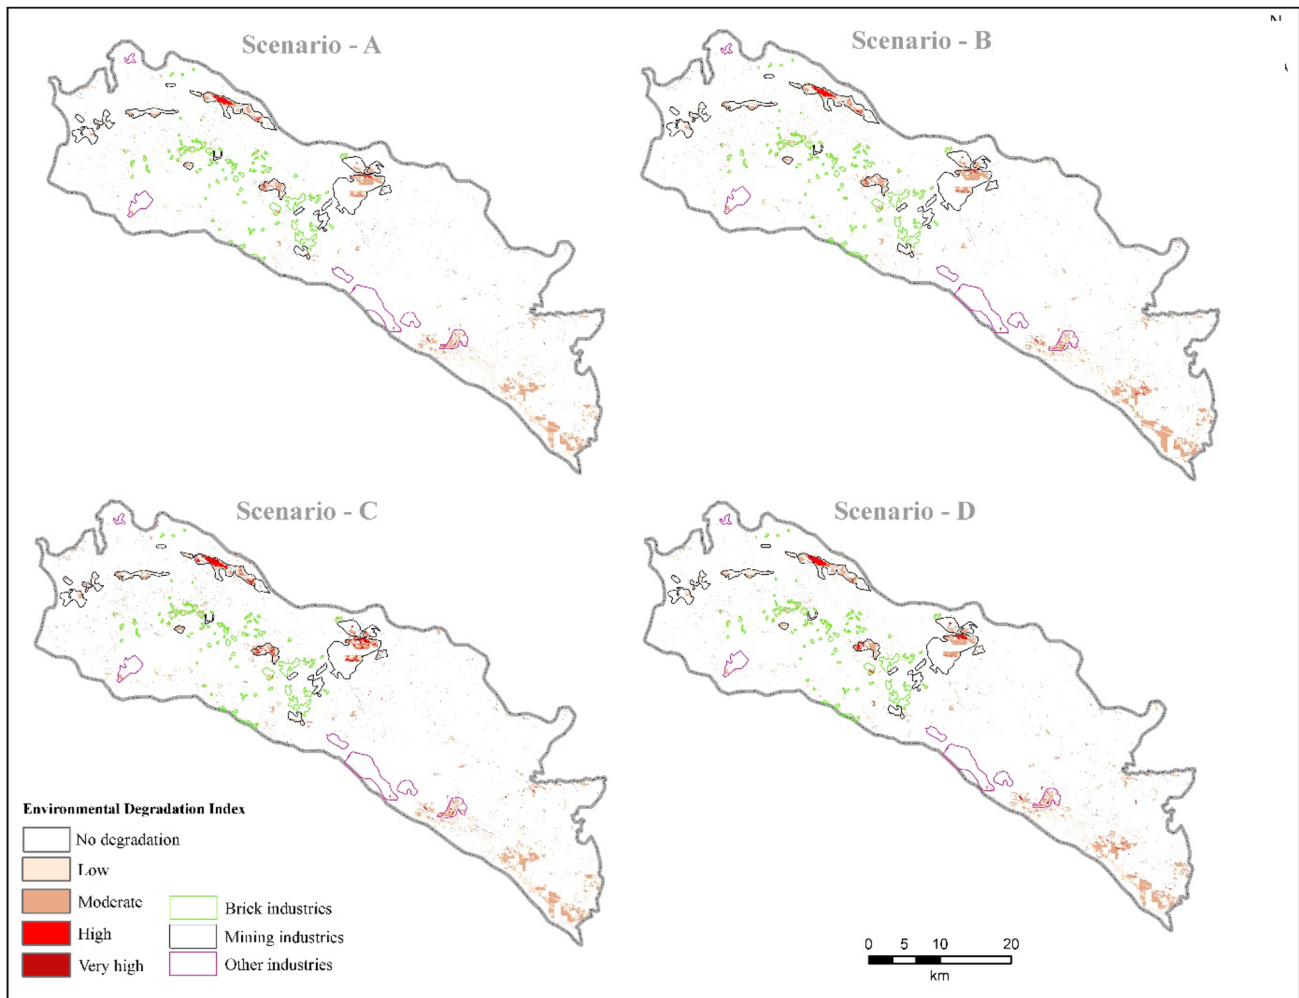 Scenario - A
Scenario - B
Scenario - C
Scenario - D
Environmental Degradation Index
No degradation
Low
Moderate
High
Very high
Brick industries
Mining industries
Other industries
0 5 10 20
km